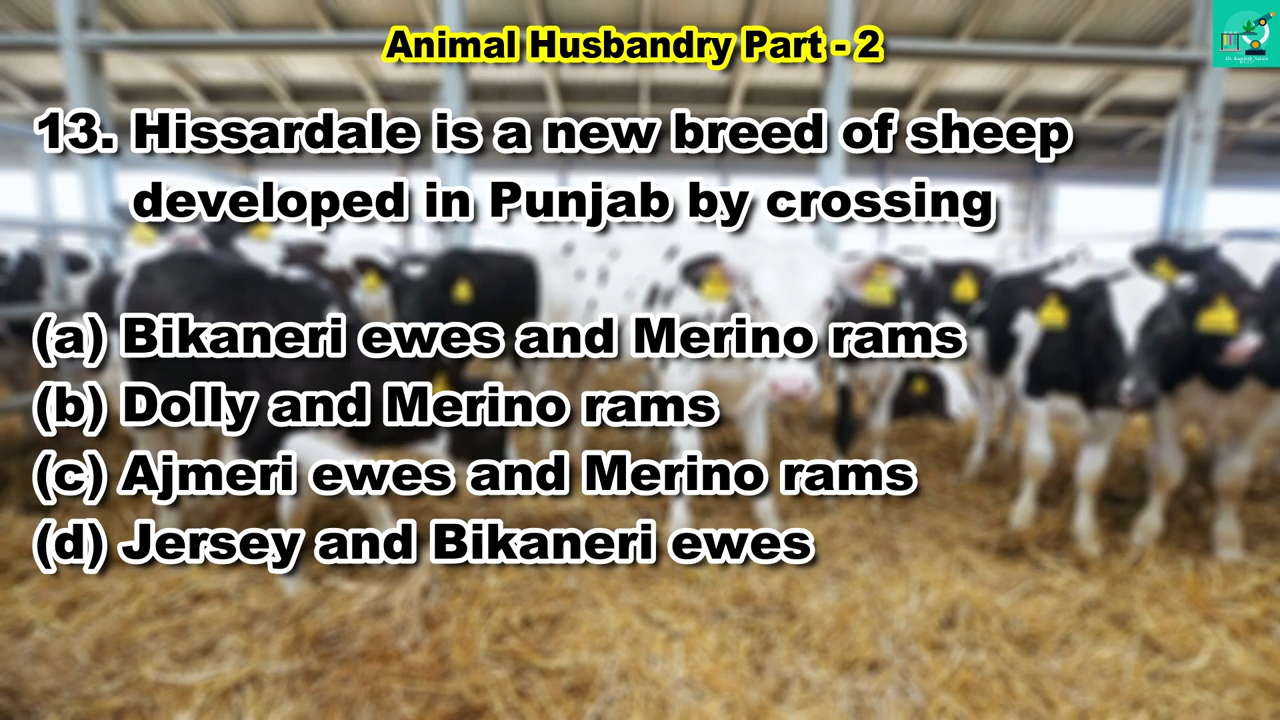 Animal Husbandry Part - 2
13. Hissardale is a new breed of sheep
developed in Punjab by crossing
(a) Bikaneri ewes and Merino rams
(b) Dolly and Merino rams
(c) Ajmeri ewes and Merino rams
(d) Jersey and Bikaneri ewes